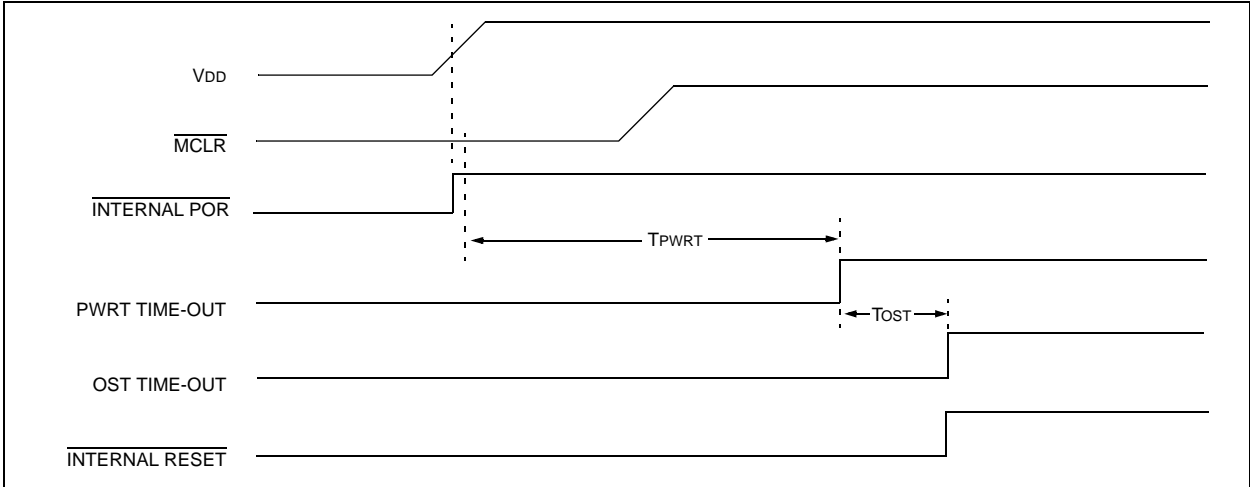 VDD
MCLR
INTERNAL POR
TPWRT
PWRT TIME-OUT
TOST
OST TIME-OUT
INTERNAL RESET